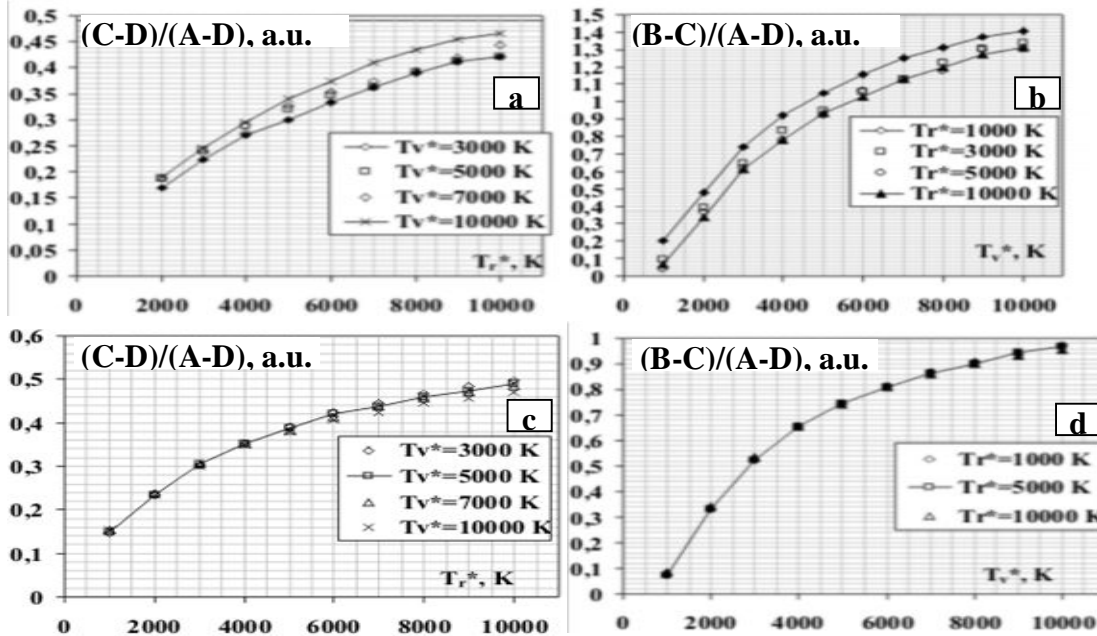 (C-D)/(A-D), a.u.
0,5
0,45
0,4
0,35
0,3
0,25
0,2
0,15
0,1
0,05
0
a
Tv*=3000 K
Tv*=5000 K
Tv*=7000 K
Tv*=10000 K
Tr*, K
0 2000 4000 6000 8000 10000
(B-C)/(A-D), a.u.
1,5
1,4
1,3
1,2
1,1
1
0,9
0,8
0,7
0,6
0,5
0,4
0,3
0,2
0,1
0
b
Tr*=1000 K
Tr*=3000 K
Tr*=5000 K
Tr*=10000 K
Tv*, K
0 2000 4000 6000 8000 10000
(C-D)/(A-D), a.u.
0,6
0,5
0,4
0,3
0,2
0,1
0
c
Tv*=3000 K
Tv*=5000 K
Tv*=7000 K
Tv*=10000 K
Tr*, K
0 2000 4000 6000 8000 10000
(B-C)/(A-D), a.u.
1
0,9
0,8
0,7
0,6
0,5
0,4
0,3
0,2
0,1
0
d
Tr*=1000 K
Tr*=5000 K
Tr*=10000 K
Tv*, K
0 2000 4000 6000 8000 10000